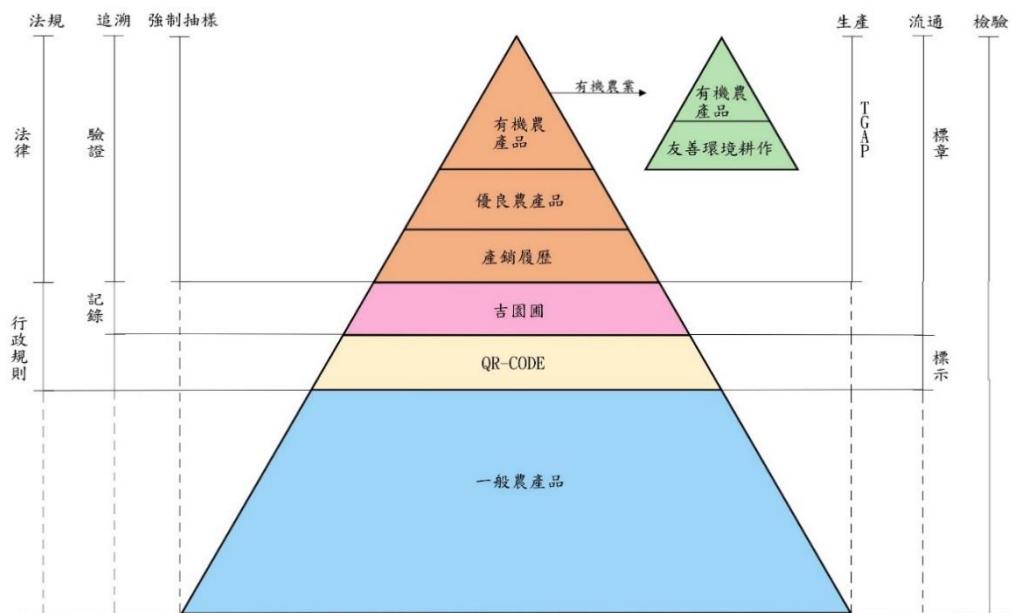 法規 追溯 強制抽樣 生產 流通 檢驗
有機農業
有機農
產品
有機農
產品
友善環境耕作
法律
驗證
TGAP
標章
優良農產品
產銷履歷
記錄
吉園圃
行政規則
QR-CODE
標示
一般農產品